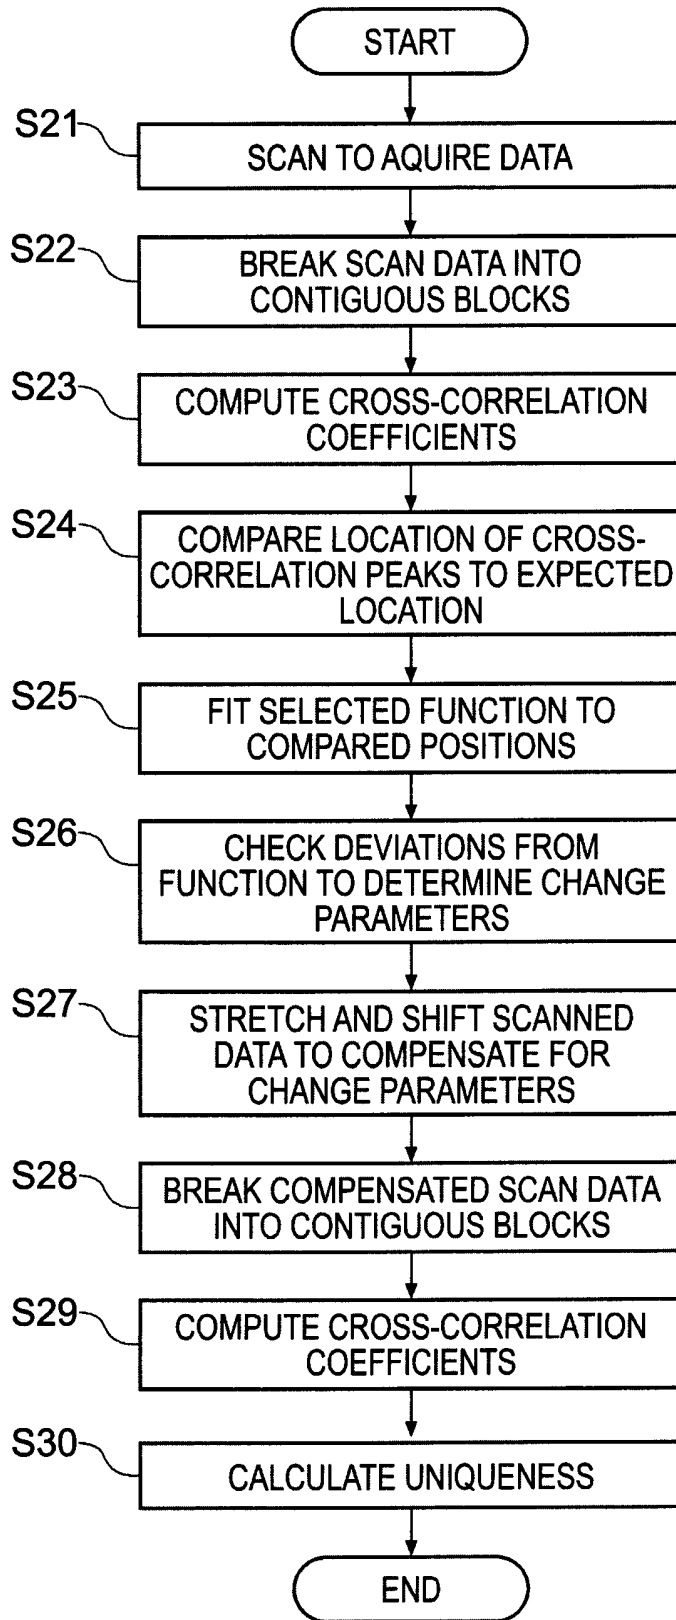 START
S21
SCAN TO AQUIRE DATA
S22
BREAK SCAN DATA INTO
CONTIGUOUS BLOCKS
S23
COMPUTE CROSS-CORRELATION
COEFFICIENTS
S24
COMPARE LOCATION OF CROSS-
CORRELATION PEAKS TO EXPECTED
LOCATION
S25
FIT SELECTED FUNCTION TO
COMPARED POSITIONS
S26
CHECK DEVIATIONS FROM
FUNCTION TO DETERMINE CHANGE
PARAMETERS
S27
STRETCH AND SHIFT SCANNED
DATA TO COMPENSATE FOR
CHANGE PARAMETERS
S28
BREAK COMPENSATED SCAN DATA
INTO CONTIGUOUS BLOCKS
S29
COMPUTE CROSS-CORRELATION
COEFFICIENTS
S30
CALCULATE UNIQUENESS
END